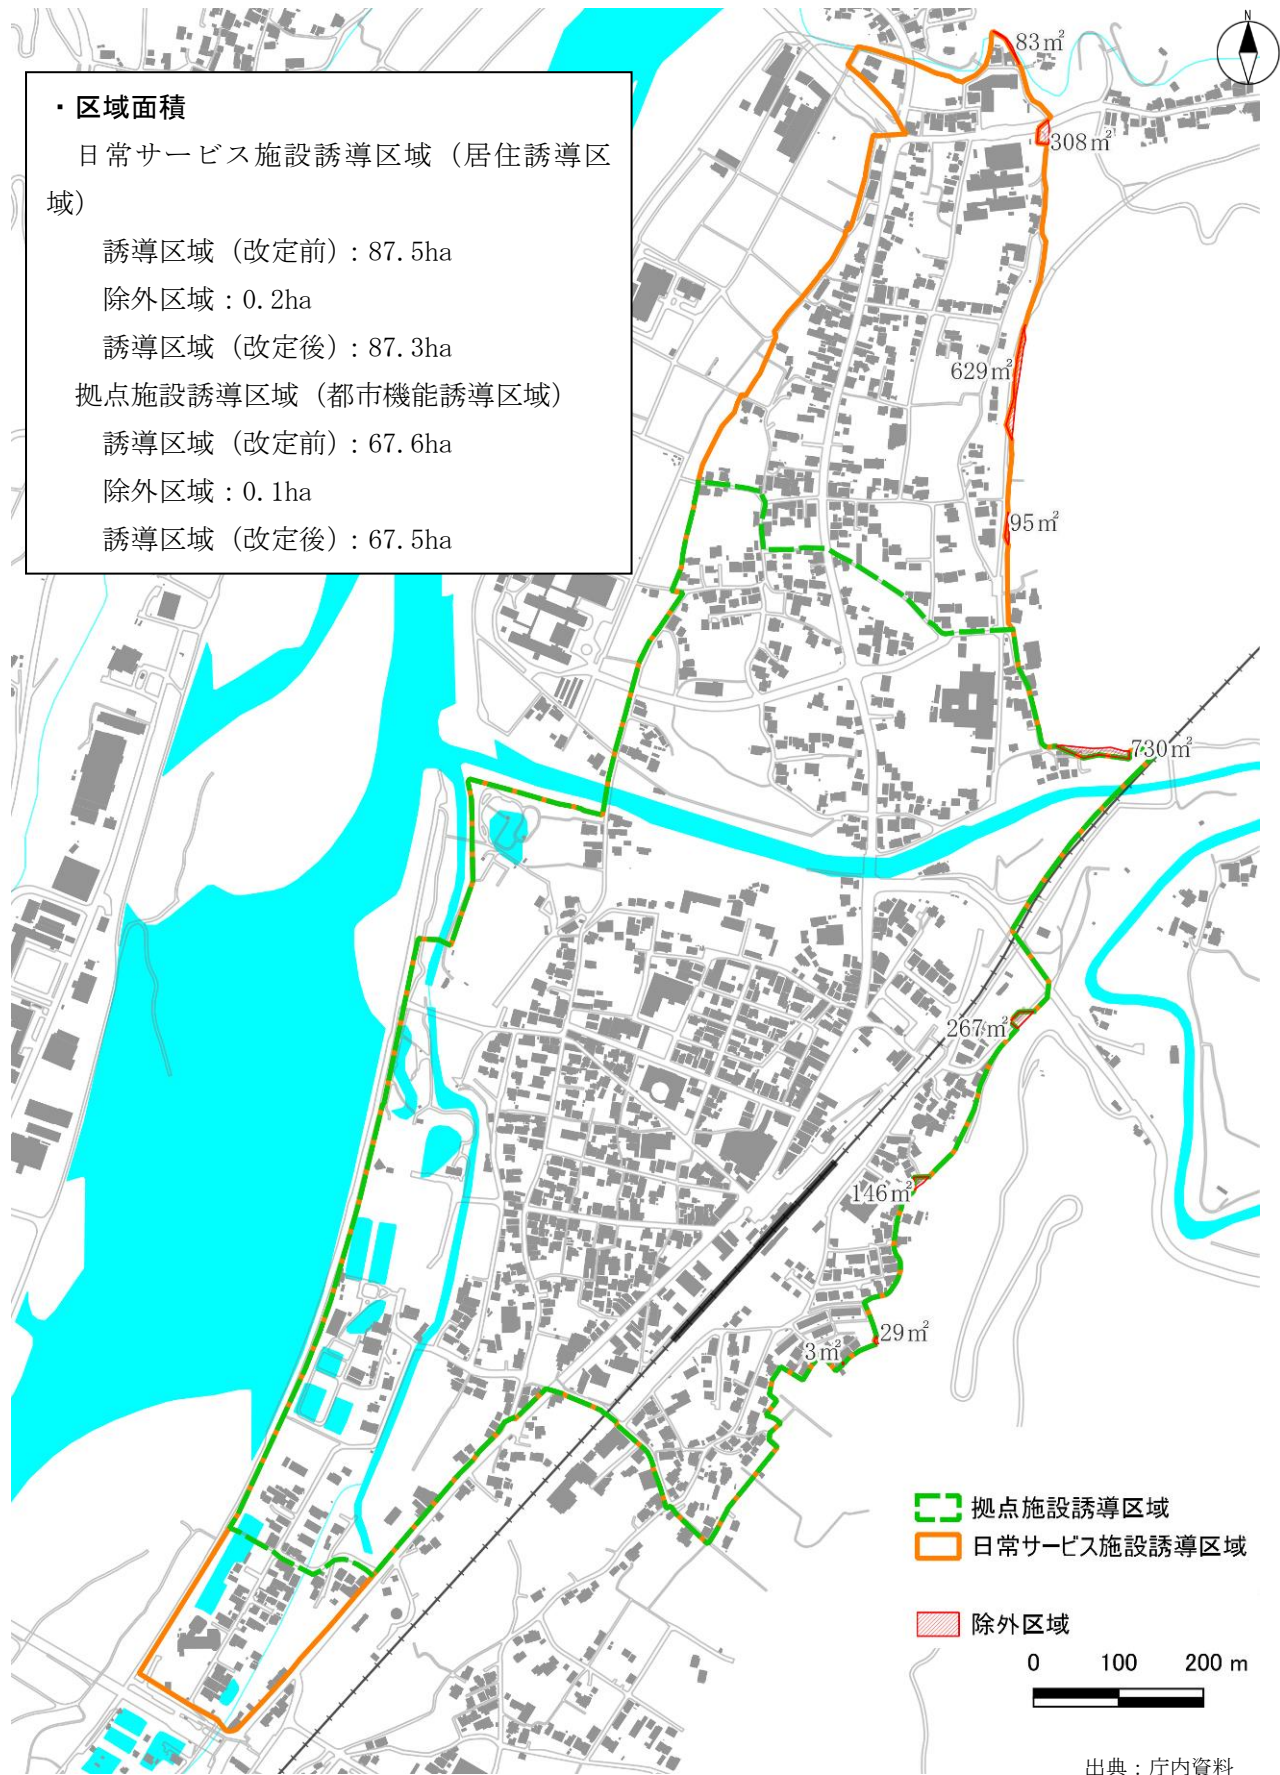 N
83㎡
308㎡
・区域面積
日常サービス施設誘導区域（居住誘導区
域）
誘導区域（改定前）：87.5ha
除外区域：0.2ha
誘導区域（改定後）：87.3ha
拠点施設誘導区域（都市機能誘導区域）
誘導区域（改定前）：67.6ha
除外区域：0.1ha
誘導区域（改定後）：67.5ha
629㎡
95㎡
730㎡
267㎡
146㎡
29㎡
3㎡
拠点施設誘導区域
日常サービス施設誘導区域
除外区域
0 100 200 m
出典：庁内資料